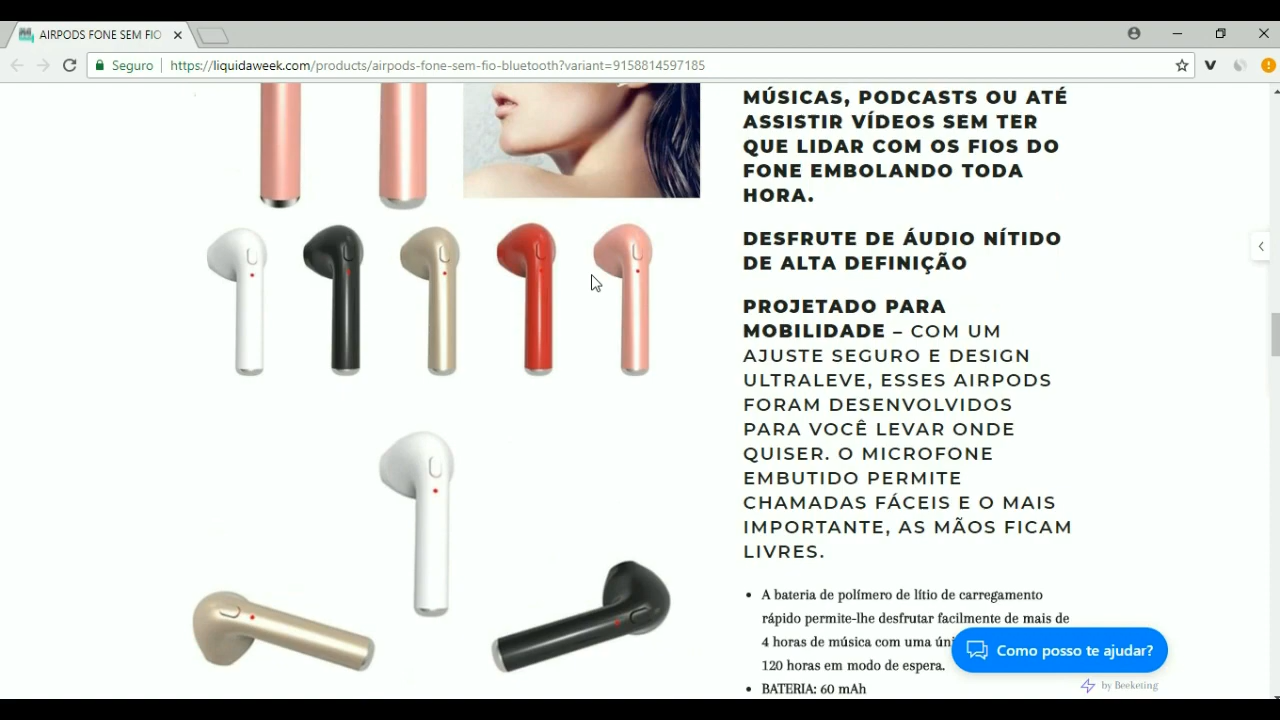 AIRPODS FONE SEM FIO
Seguro
https://liquidaweek.com/products/airpods-fone-sem-fio-bluetooth?variant=9158814597185
MÚSICAS, PODCASTS OU ATÉ
ASSISTIR VÍDEOS SEM TER
QUE LIDAR COM OS FIOS DO
FONE EMBOLANDO TODA
HORA.
DESFRUTE DE ÁUDIO NÍTIDO
DE ALTA DEFINIÇÃO
PROJETADO PARA
MOBILIDADE – COM UM
AJUSTE SEGURO E DESIGN
ULTRALEVE, ESSES AIRPODS
FORAM DESENVOLVIDOS
PARA VOCÊ LEVAR ONDE
QUISER. O MICROFONE
EMBUTIDO PERMITE
CHAMADAS FÁCEIS E O MAIS
IMPORTANTE, AS MÃOS FICAM
LIVRES.
• A bateria de polímero de lítio de carregamento
rápido permite-lhe desfrutar facilmente de mais de
4 horas de música com uma
120 horas em modo de espera.
• BATERIA: 60 mAh
Como posso te ajudar?
by Beeketing